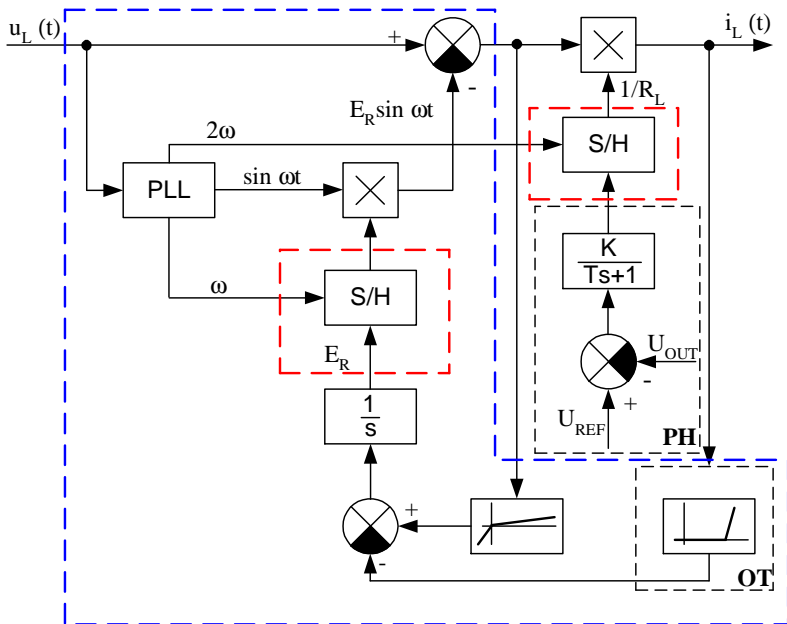 u_L (t)
+
i_L (t)
-
1/R_L
E_R sin ωt
2ω
S/H
PLL
sin ωt
K
Ts+1
ω
S/H
E_R
U_OUT
-
+
1
s
U_REF
PH
+
-
OT